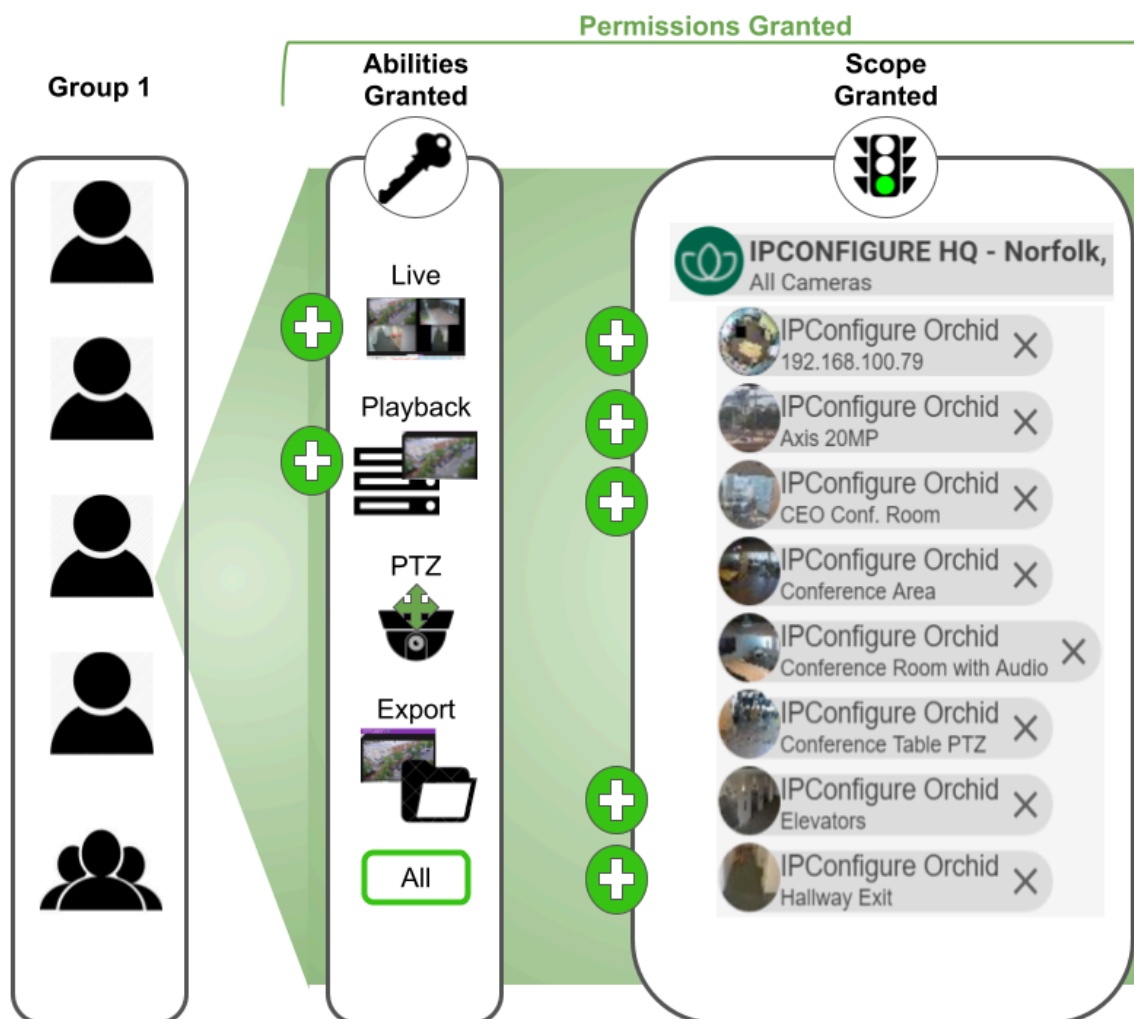 Permissions Granted
Group 1
Abilities
Granted
Scope
Granted
Live
Playback
PTZ
Export
All
IPCONFIGURE HQ - Norfolk,
All Cameras
IPConfigure Orchid
192.168.100.79
IPConfigure Orchid
Axis 20MP
IPConfigure Orchid
CEO Conf. Room
IPConfigure Orchid
Conference Area
IPConfigure Orchid
Conference Room with Audio
IPConfigure Orchid
Conference Table PTZ
IPConfigure Orchid
Elevators
IPConfigure Orchid
Hallway Exit